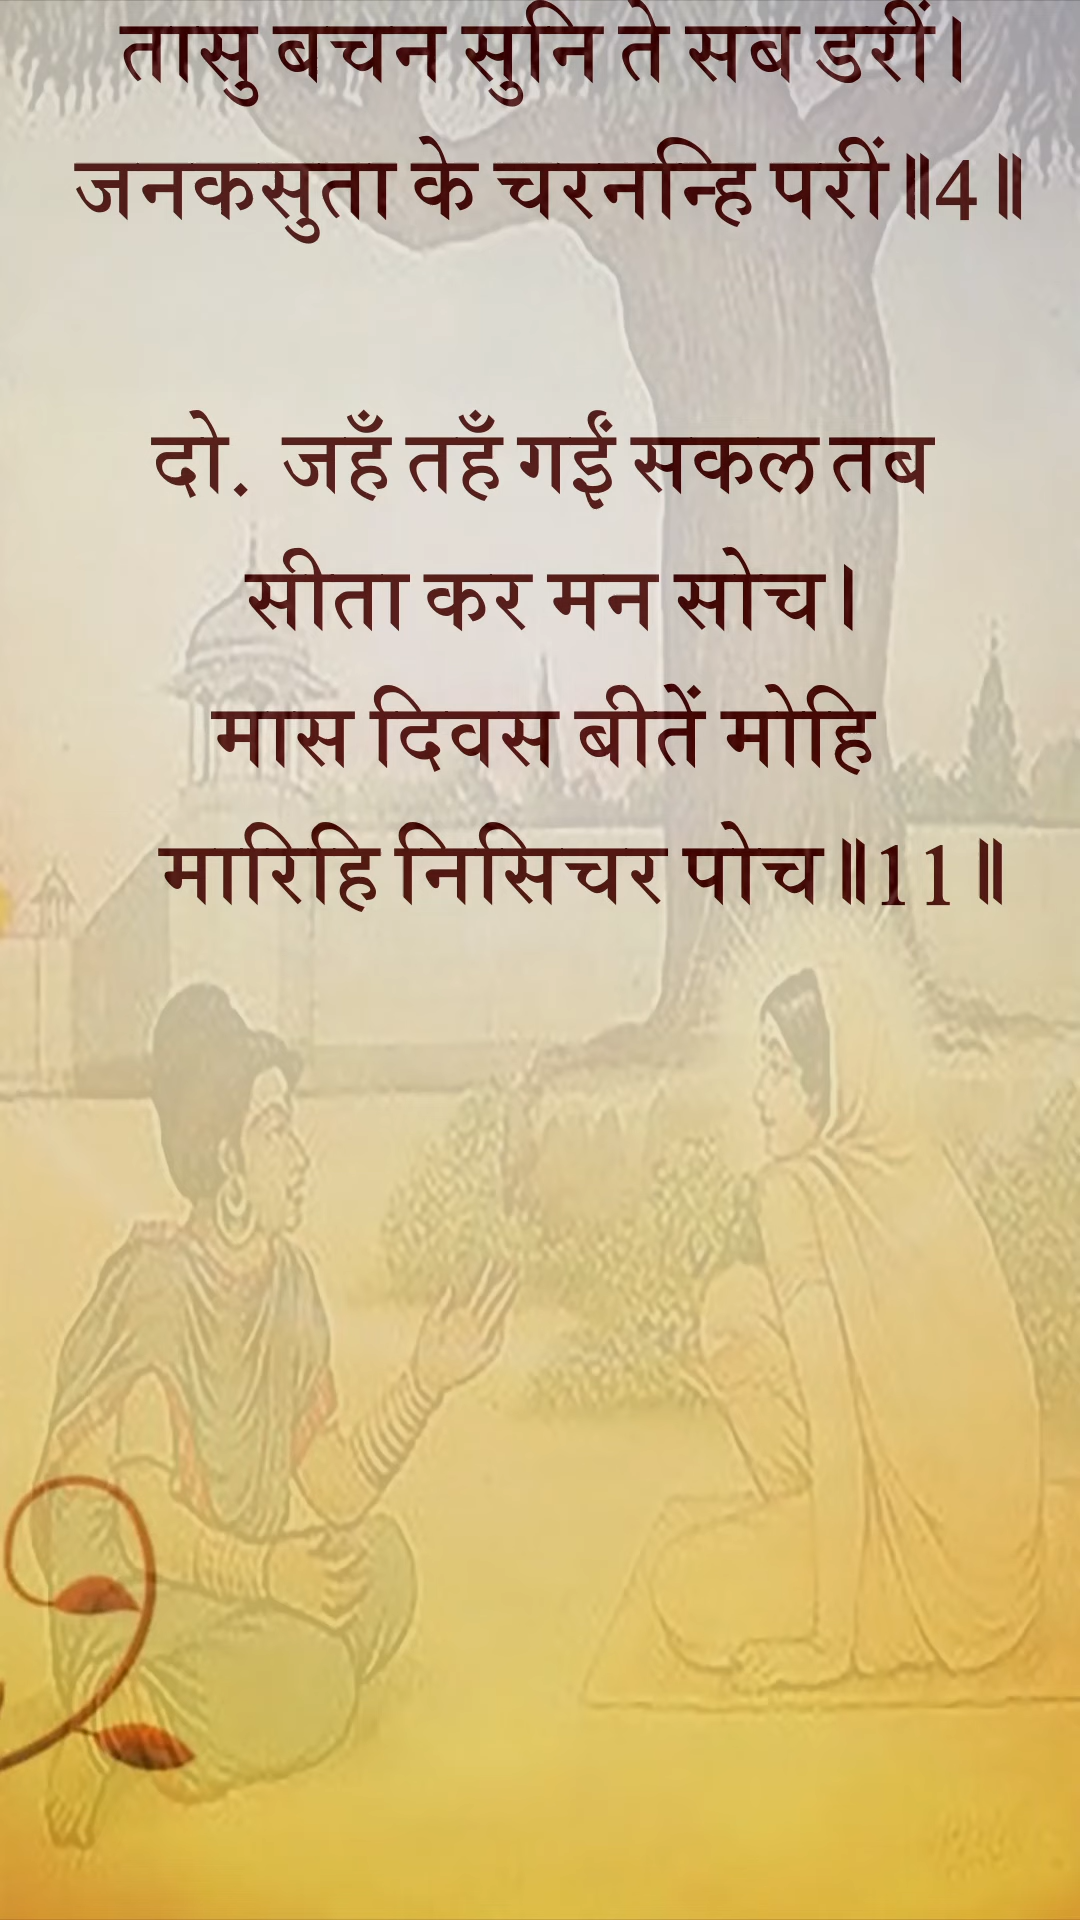 तासु बचन सुनि ते सब डरीं।
जनकसुता के चरनन्हि परीं॥4॥
दो. जहँ तहँ गईं सकल तब
सीता कर मन सोच।
मास दिवस बीतें मोहि
मारिहि निसिचर पोच॥11॥